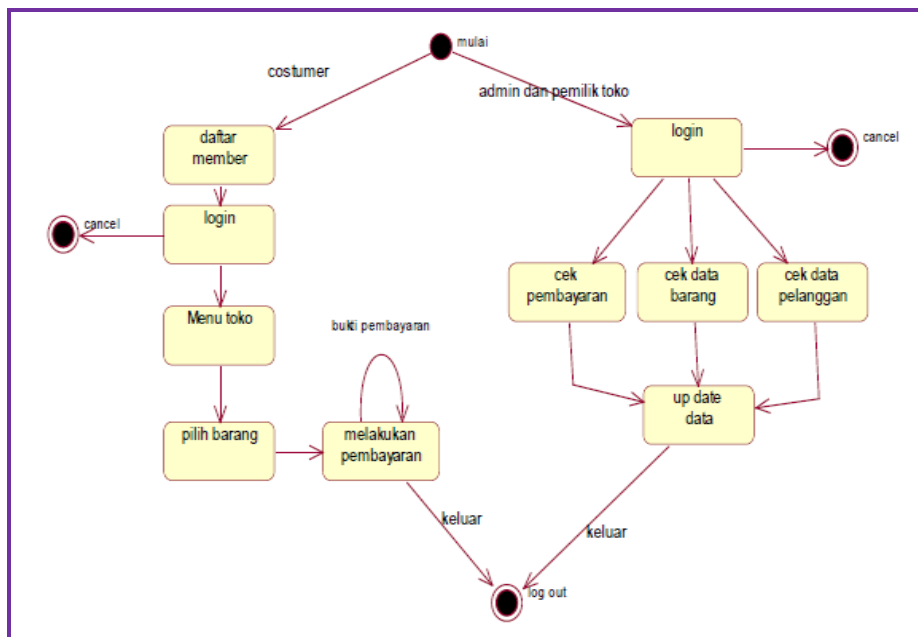 mulai
costumer
admin dan pemilik toko
daftar
member
login
cancel
login
cancel
cek
pembayaran
cek data
barang
cek data
pelanggan
Menu toko
bukti pembayaran
up date
data
pilih barang
melakukan
pembayaran
keluar
keluar
log out